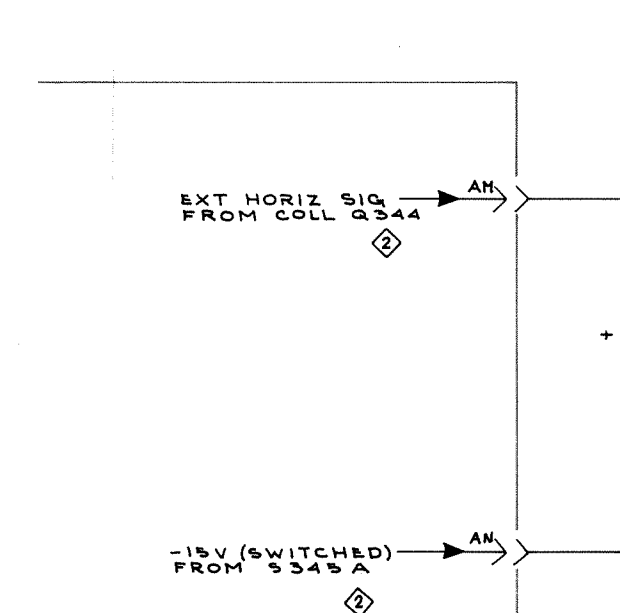 EXT HORIZ SIG
FROM COLL Q344
AM
2
+
-15V (SWITCHED)
FROM S345A
AN
2